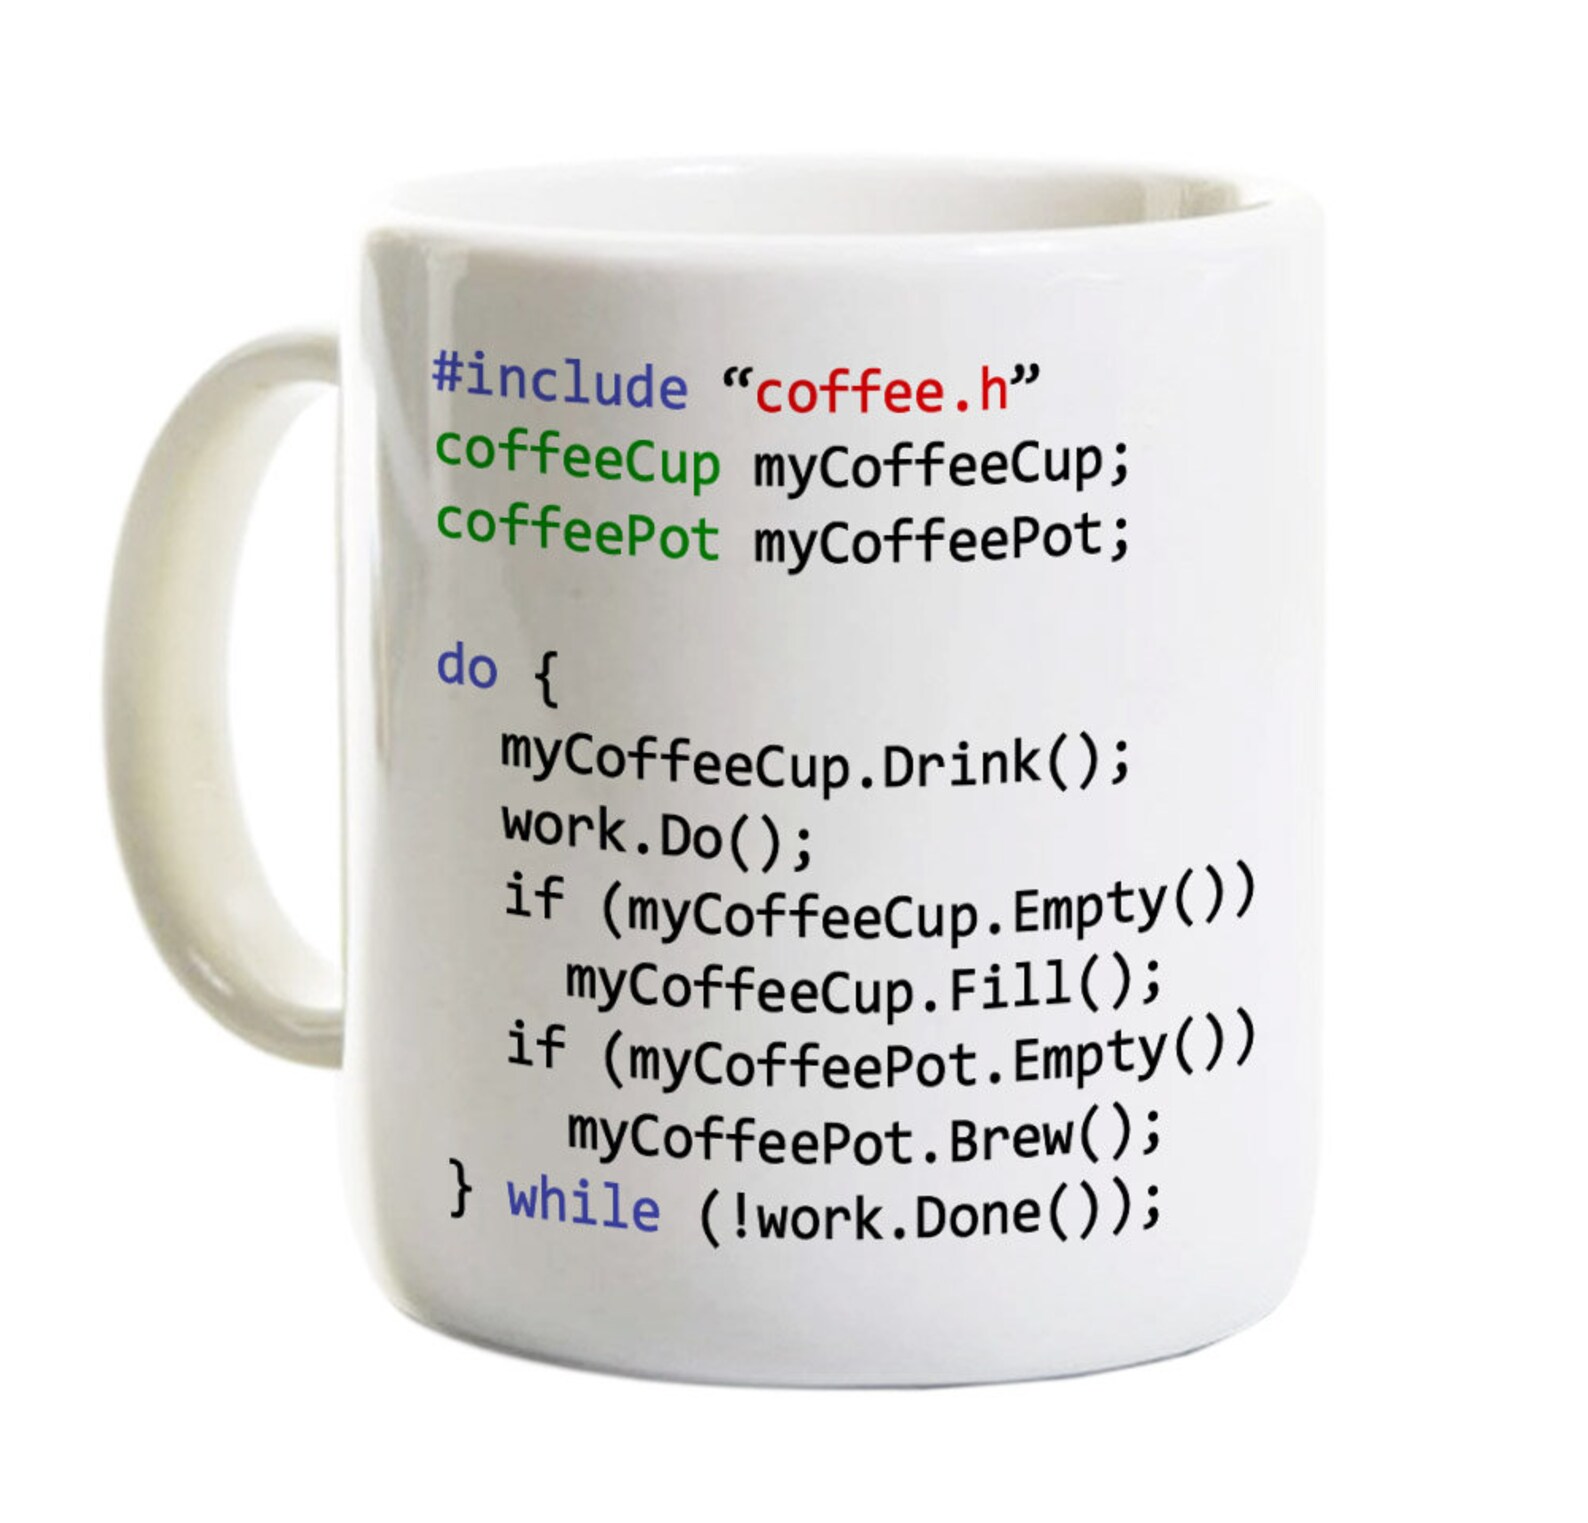 #include “coffee.h”
coffeeCup myCoffeeCup;
coffeePot myCoffeePot;

do {
  myCoffeeCup.Drink();
  work.Do();
  if (myCoffeeCup.Empty())
    myCoffeeCup.Fill();
  if (myCoffeePot.Empty())
    myCoffeePot.Brew();
} while (!work.Done());